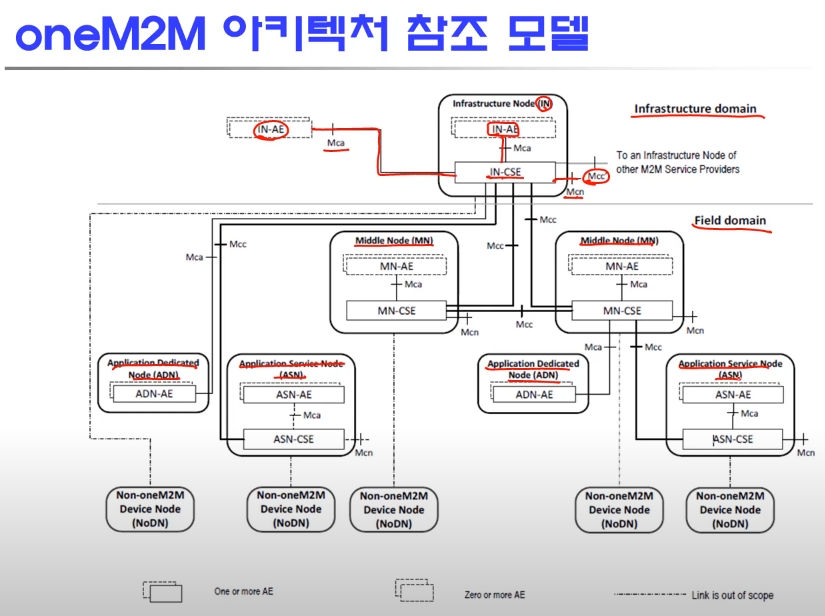 oneM2M 아키텍처 참조 모델
Infrastructure Node (IN)
Infrastructure domain
IN-AE
IN-AE
Mca
Mca
To an Infrastructure Node of
other M2M Service Providers
IN-CSE
Mcc'
Mcn
Mcc
Field domain
Mca
Mcc
Middle Node (MN)
Mcc
Middle Node (MN)
MN-AE
MN-AE
Mca
Mca
MN-CSE
MN-CSE
Mcn
Mcc
Mcn
Mca
Mcc
Application Dedicated
Node (ADN)
ADN-AE
Application Service Node
(ASN)
ASN-AE
Mca
ASN-CSE
Mcn
Application Dedicated
Node (ADN)
ADN-AE
Application Service Node
(ASN)
ASN-AE
Mca
ASN-CSE
Mcn
Non-oneM2M
Device Node
(NoDN)
Non-oneM2M
Device Node
(NoDN)
Non-oneM2M
Device Node
(NoDN)
Non-oneM2M
Device Node
(NoDN)
Non-oneM2M
Device Node
(NoDN)
One or more AE
Zero or more AE
Link is out of scope